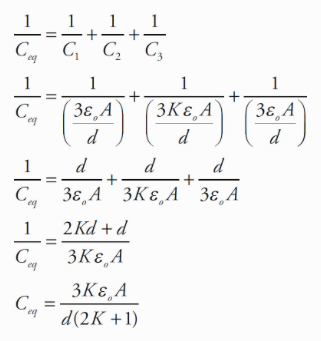 1/C_eq = 1/C_1 + 1/C_2 + 1/C_3
1/C_eq = 1/(3ε_oA/d) + 1/(3Kε_oA/d) + 1/(3ε_oA/d)
1/C_eq = d/3ε_oA + d/3Kε_oA + d/3ε_oA
1/C_eq = 2Kd + d/3Kε_oA
C_eq = 3Kε_oA/d(2K + 1)